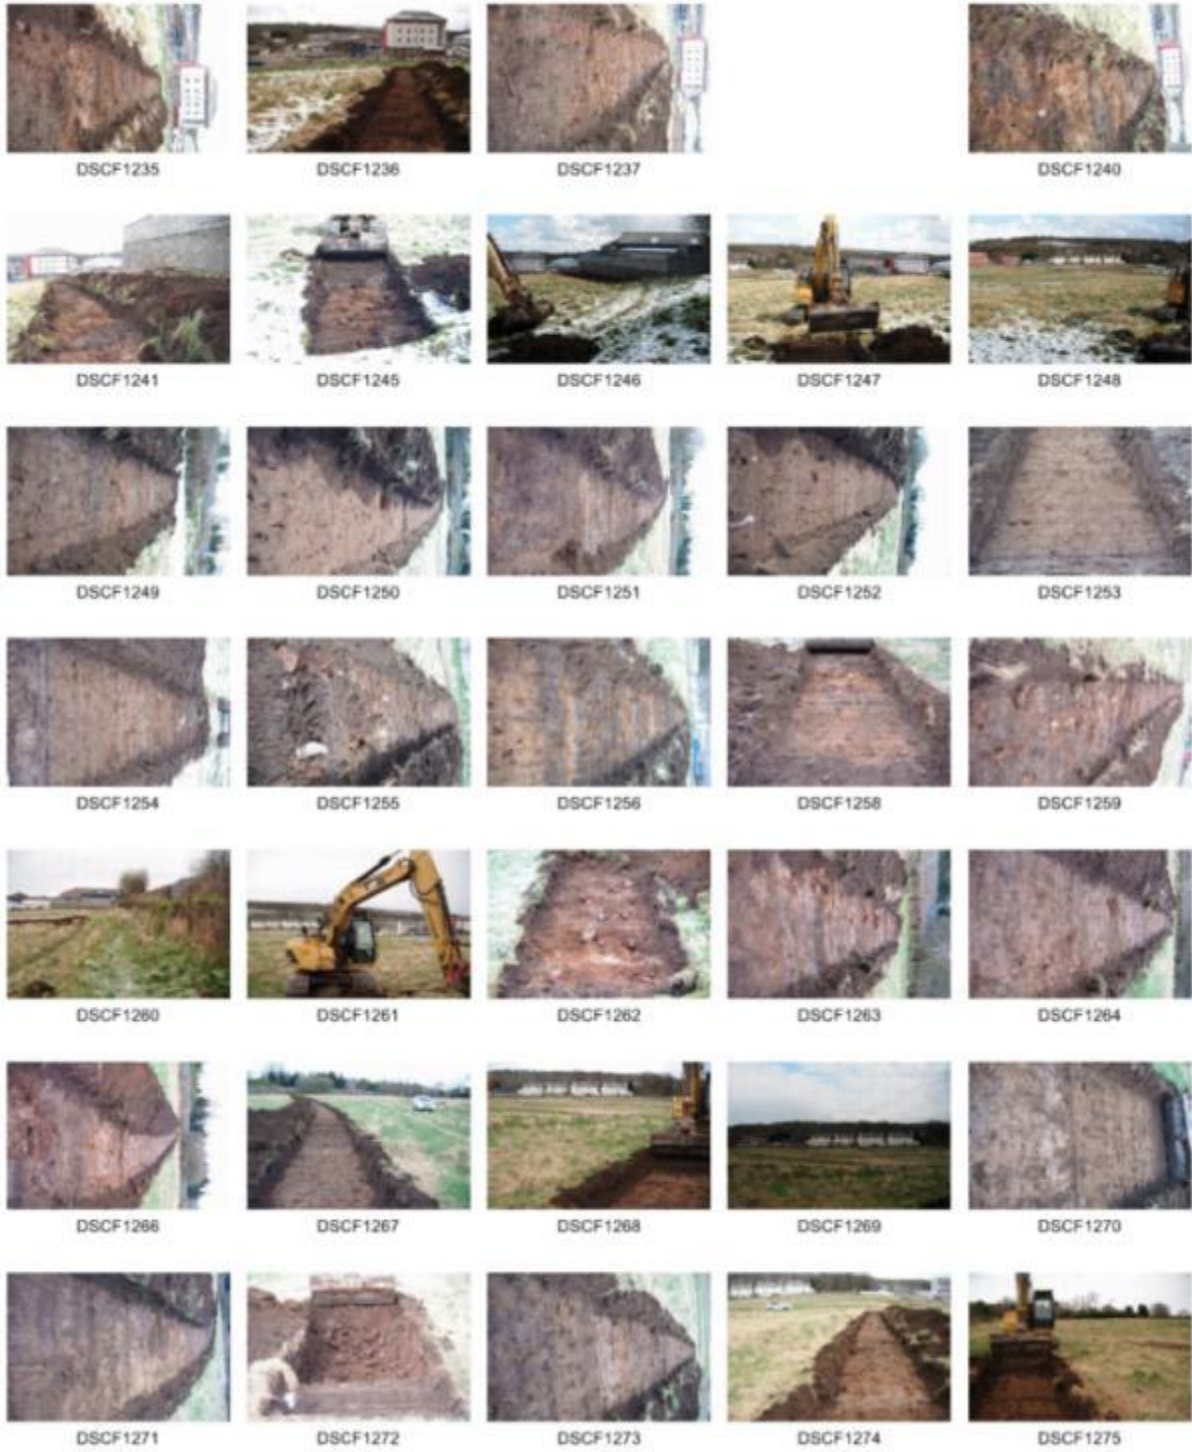 DSCF1235 DSCF1236 DSCF1237 DSCF1240
DSCF1241 DSCF1245 DSCF1246 DSCF1247 DSCF1248
DSCF1249 DSCF1250 DSCF1251 DSCF1252 DSCF1253
DSCF1254 DSCF1255 DSCF1256 DSCF1258 DSCF1259
DSCF1260 DSCF1261 DSCF1262 DSCF1263 DSCF1264
DSCF1266 DSCF1267 DSCF1268 DSCF1269 DSCF1270
DSCF1271 DSCF1272 DSCF1273 DSCF1274 DSCF1275